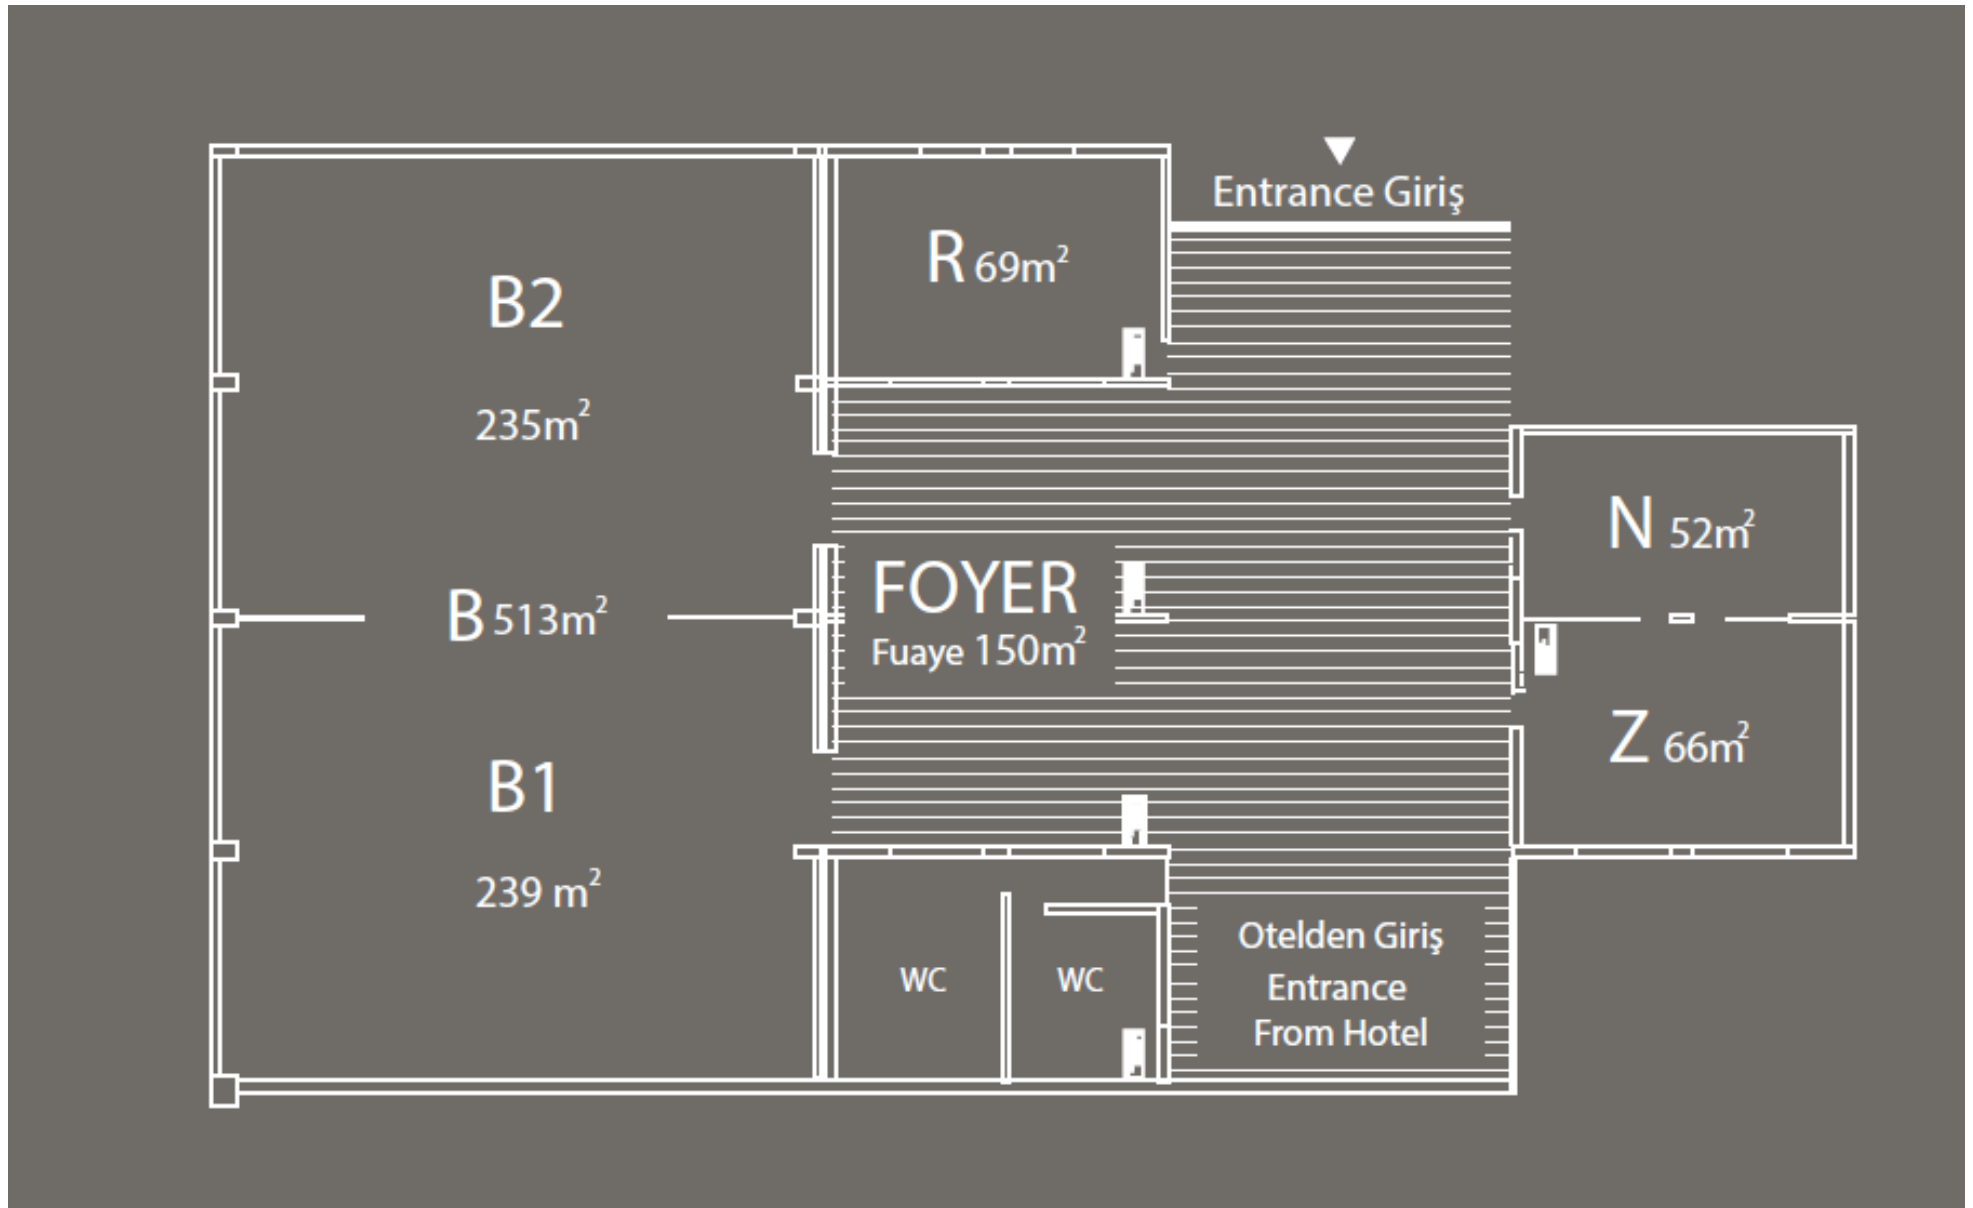 Entrance Giriş
R 69m²
B2
235m²
N 52m²
FOYER
Fuaye 150m²
B 513m²
Z 66m²
B1
239 m²
WC
WC
Otelden Giriş
Entrance
From Hotel